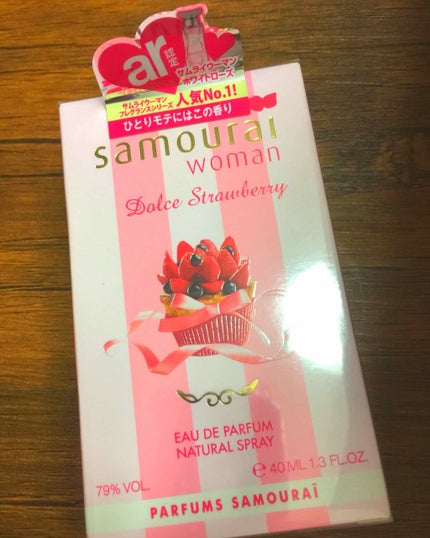 ar
サムライウーマン
ホワイトローズ
サムライウーマン
フレグランスシリーズ 人気No.1!
ひとりモテにはこの香り
samouraï
woman
Dolce Strawberry
EAU DE PARFUM
NATURAL SPRAY
79% VOL.
e 40 ML 1.3 FL.OZ.
PARFUMS SAMOURAÏ